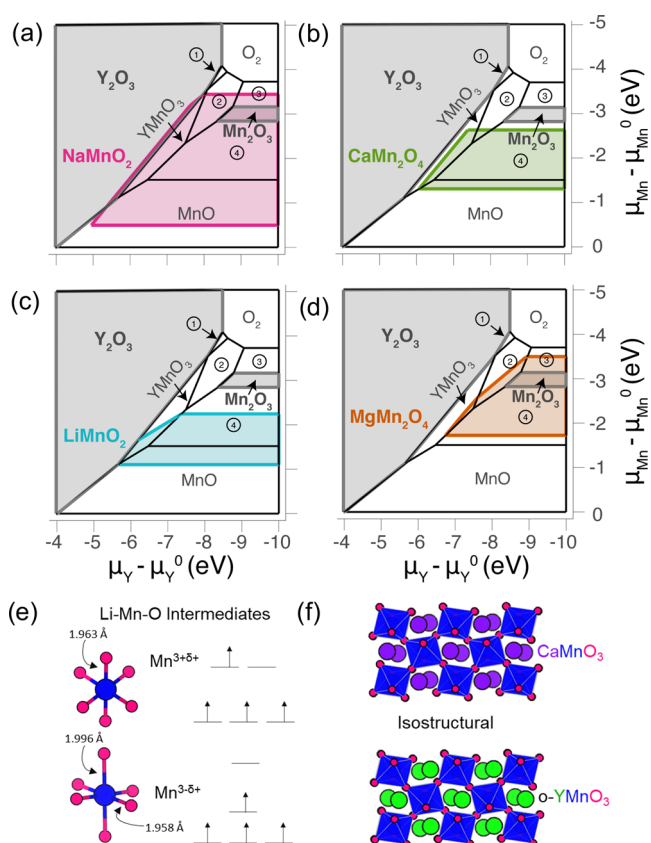 (a)
①
O₂
Y₂O₃
②
③
YMnO₃
Mn₂O₃
NaMnO₂
④
MnO
(b)
①
O₂
Y₂O₃
②
③
YMnO₃
Mn₂O₃
CaMn₂O₄
④
MnO
-5
-4
-3
-2
-1
0
μMn - μMn⁰ (eV)
(c)
①
O₂
Y₂O₃
②
③
YMnO₃
Mn₂O₃
LiMnO₂
④
MnO
-4 -5 -6 -7 -8 -9 -10
μY - μY⁰ (eV)
(d)
①
O₂
Y₂O₃
②
③
YMnO₃
Mn₂O₃
MgMn₂O₄
④
MnO
-5
-4
-3
-2
-1
0
μMn - μMn⁰ (eV)
-4 -5 -6 -7 -8 -9 -10
μY - μY⁰ (eV)
(e)
Li-Mn-O Intermediates
1.963 Å
Mn³⁺δ⁺
1.996 Å
Mn³⁻δ⁺
1.958 Å
(f)
CaMnO₃
Isostructural
o-YMnO₃